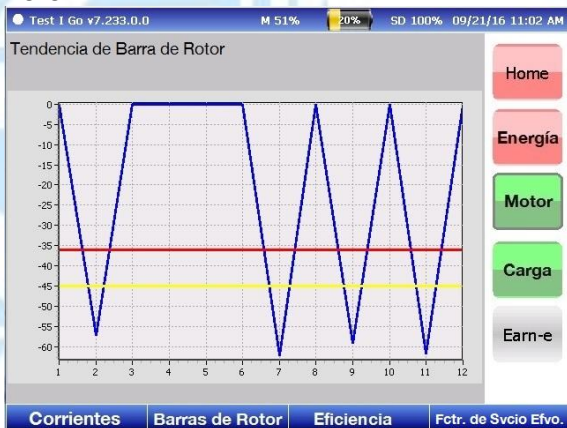 Test I Go v7.233.0.0 M 51% 20% SD 100% 09/21/16 11:02 AM
Tendencia de Barra de Rotor
Home
Energía
Motor
Carga
Earn-e
0
-5
-10
-15
-20
-25
-30
-35
-40
-45
-50
-55
-60
1 2 3 4 5 6 7 8 9 10 11 12
Corrientes Barras de Rotor Eficiencia Fctr. de Svcio Efvo.